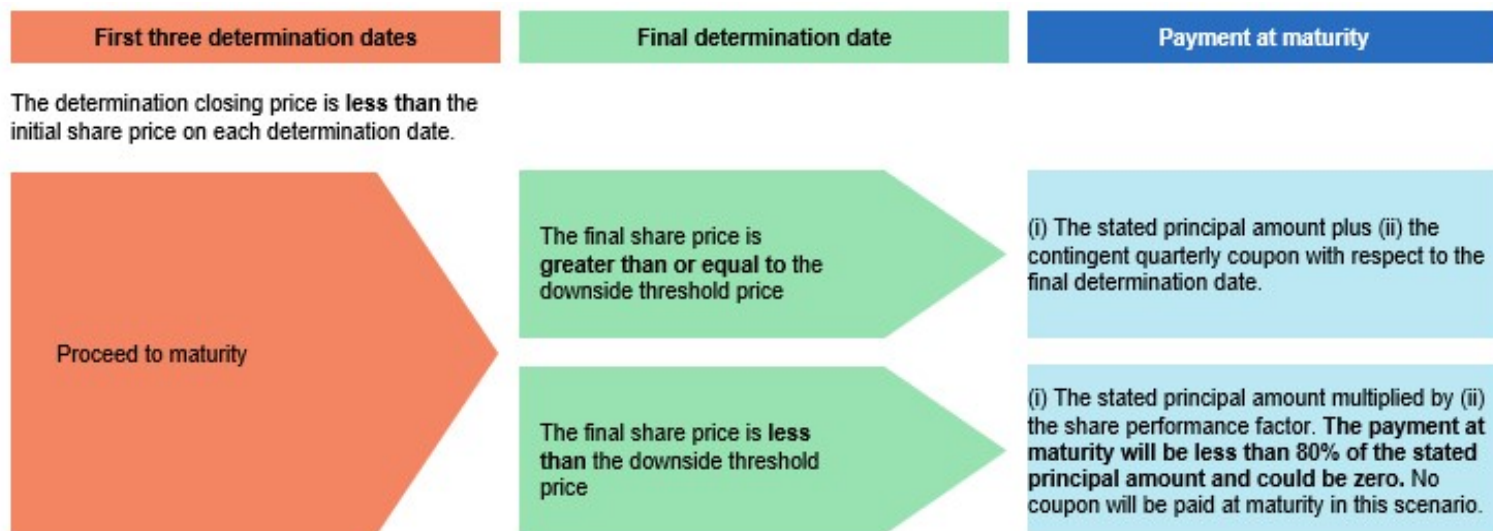 First three determination dates
Final determination date
Payment at maturity
The determination closing price is less than the
initial share price on each determination date.
Proceed to maturity
The final share price is
greater than or equal to the
downside threshold price
(i) The stated principal amount plus (ii) the
contingent quarterly coupon with respect to the
final determination date.
The final share price is less
than the downside threshold
price
(i) The stated principal amount multiplied by (ii)
the share performance factor. The payment at
maturity will be less than 80% of the stated
principal amount and could be zero. No
coupon will be paid at maturity in this scenario.